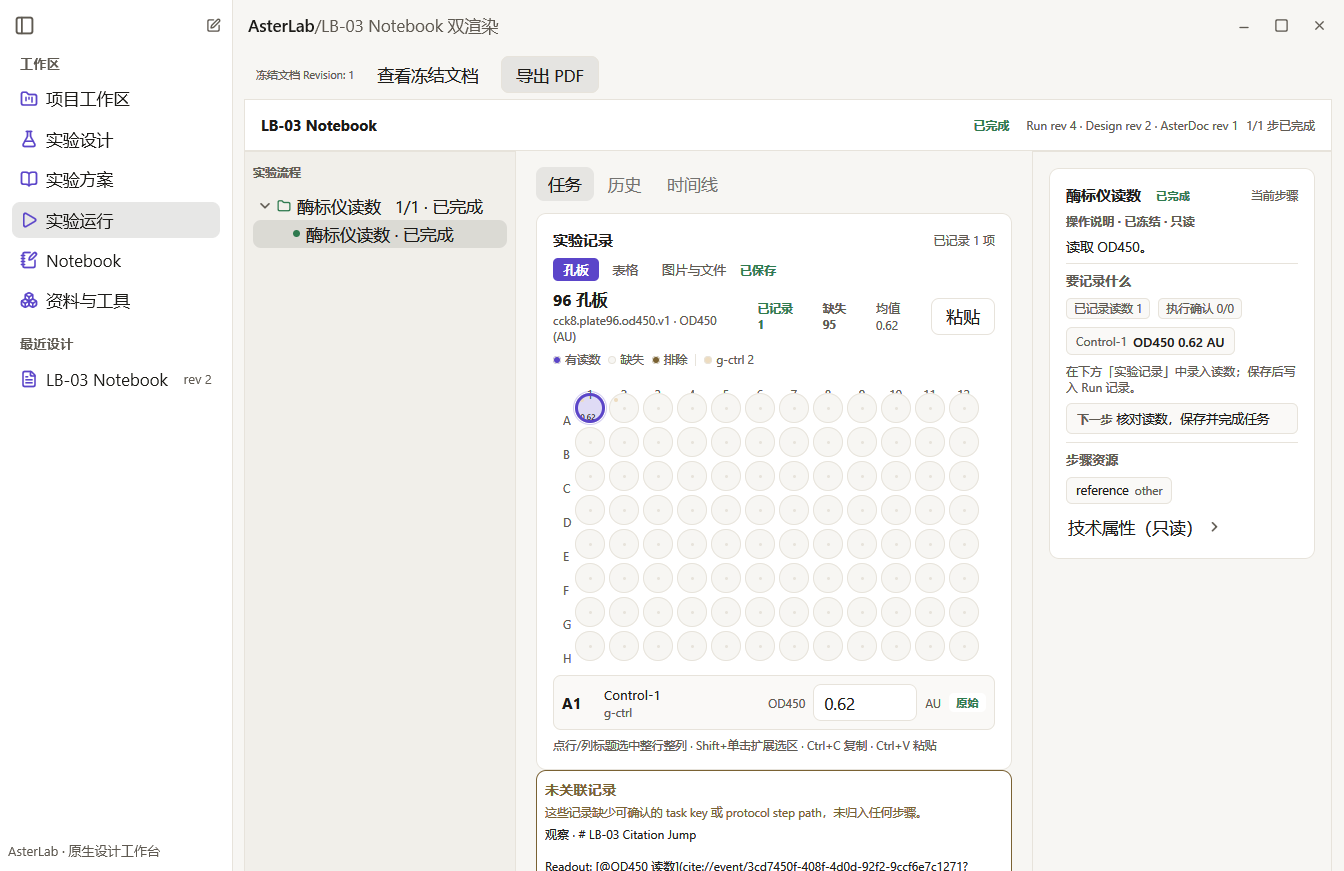 AsterLab/LB-03 Notebook 双渲染
工作区
项目工作区
实验设计
实验方案
实验运行
Notebook
资料与工具
最近设计
LB-03 Notebook rev 2
AsterLab · 原生设计工作台
冻结文档 Revision: 1 查看冻结文档 导出 PDF
LB-03 Notebook 已完成 Run rev 4 · Design rev 2 · AsterDoc rev 1 1/1 步已完成
实验流程
酶标仪读数 1/1 · 已完成
酶标仪读数 · 已完成
任务 历史 时间线
实验记录 已记录 1 项
孔板 表格 图片与文件 已保存
96 孔板
cck8.plate96.od450.v1 · OD450
(AU)
已记录 缺失 均值
1 95 0.62
粘贴
有读数 缺失 排除 g-ctrl 2
1 2 3 4 5 6 7 8 9 10 11 12
0.62
A
B
C
D
E
F
G
H
A1 Control-1 OD450 0.62 AU 原始
g-ctrl
点行/列标题选中整行整列 · Shift+单击扩展选区 · Ctrl+C 复制 · Ctrl+V 粘贴
未关联记录
这些记录缺少可确认的 task key 或 protocol step path，未归入任何步骤。
观察 · # LB-03 Citation Jump
Readout: [@OD450 读数](cite://event/3cd7450f-408f-4d0d-92f2-9ccf6e7c1271?
酶标仪读数 已完成 当前步骤
操作说明 · 已冻结 · 只读
读取 OD450。
要记录什么
已记录读数 1 执行确认 0/0
Control-1 OD450 0.62 AU
在下方「实验记录」中录入读数；保存后写
入 Run 记录。
下一步 核对读数，保存并完成任务
步骤资源
reference other
技术属性（只读）